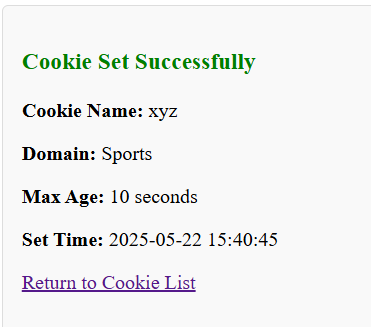 Cookie Set Successfully
Cookie Name: xyz
Domain: Sports
Max Age: 10 seconds
Set Time: 2025-05-22 15:40:45
Return to Cookie List